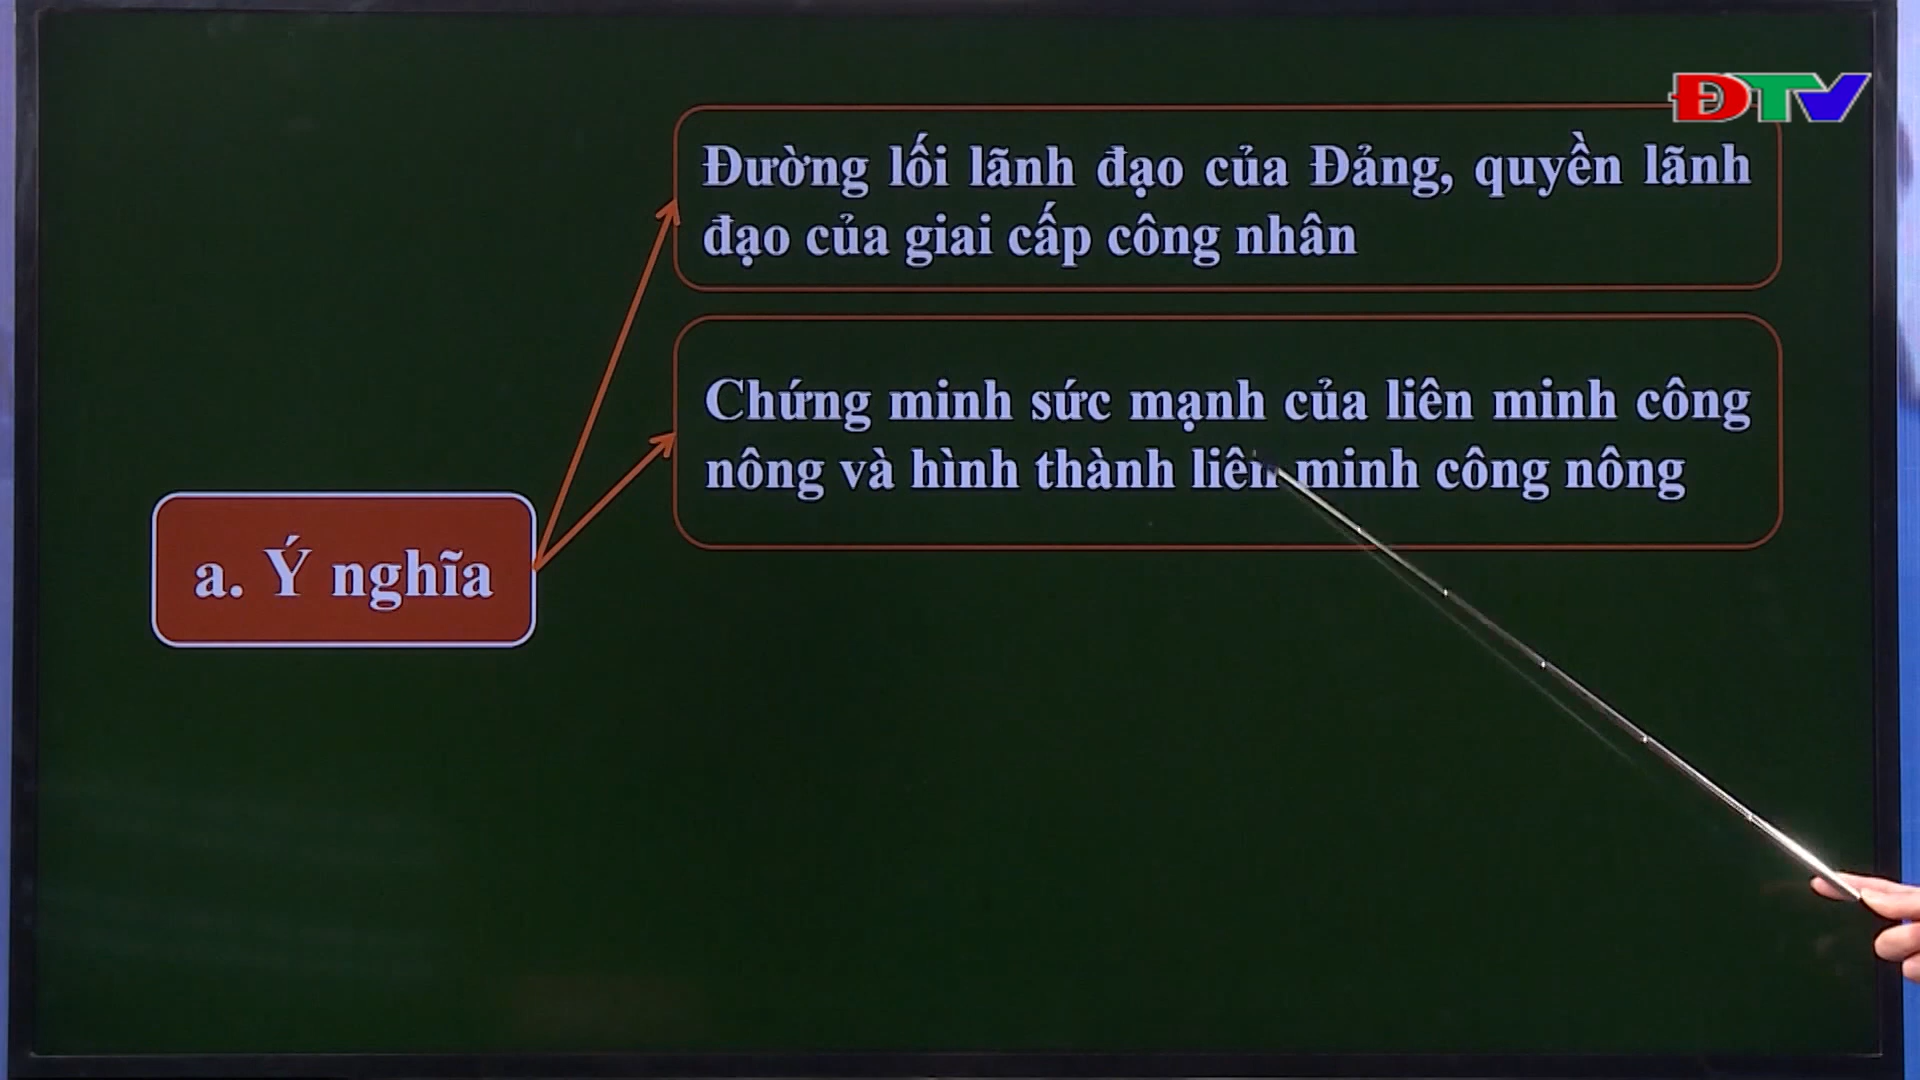 ĐTV
Đường lối lãnh đạo của Đảng, quyền lãnh
đạo của giai cấp công nhân
Chứng minh sức mạnh của liên minh công
nông và hình thành liên minh công nông
a. Ý nghĩa